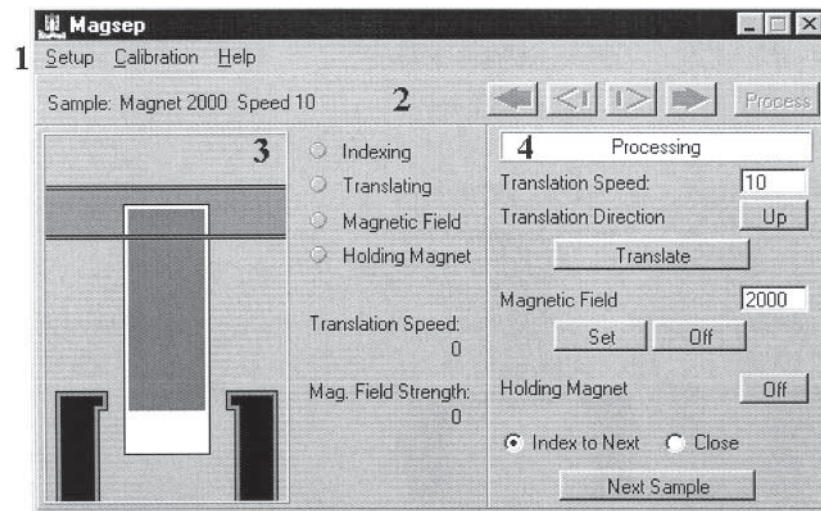 Magsep
1 Setup Calibration Help
Sample: Magnet 2000 Speed 10 2 Process
3
Indexing
Translating
Magnetic Field
Holding Magnet
Translation Speed:
0
Mag. Field Strength:
0
4 Processing
Translation Speed: 10
Translation Direction Up
Translate
Magnetic Field 2000
Set Off
Holding Magnet Off
Index to Next Close
Next Sample